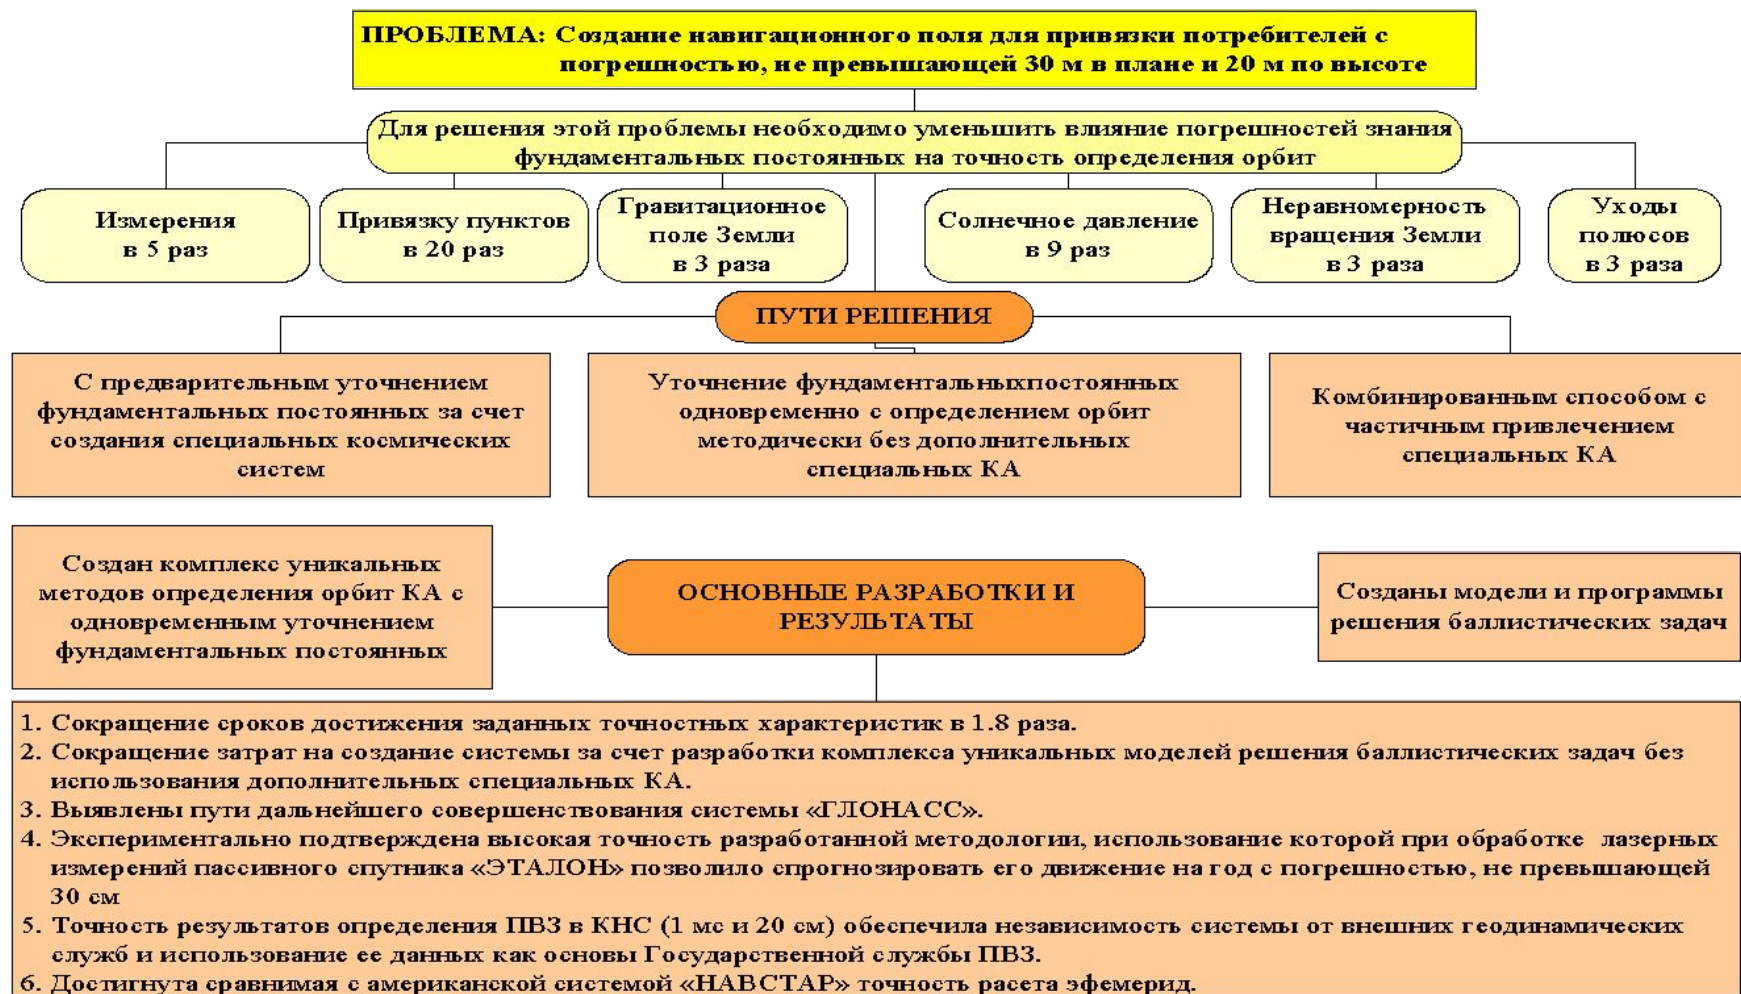 ПРОБЛЕМА: Создание навигационного поля для привязки потребителей с
погрешностью, не превышающей 30 м в плане и 20 м по высоте
Для решения этой проблемы необходимо уменьшить влияние погрешностей знания
фундаментальных постоянных на точность определения орбит
Измерения
в 5 раз
Привязку пунктов
в 20 раз
Гравитационное
поле Земли
в 3 раза
Солнечное давление
в 9 раз
Неравномерность
вращения Земли
в 3 раза
Уходы
полюсов
в 3 раза
ПУТИ РЕШЕНИЯ
С предварительным уточнением
фундаментальных постоянных за счет
создания специальных космических
систем
Уточнение фундаментальныхпостоянных
одновременно с определением орбит
методически без дополнительных
специальных КА
Комбинированным способом с
частичным привлечением
специальных КА
Создан комплекс уникальных
методов определения орбит КА с
одновременным уточнением
фундаментальных постоянных
ОСНОВНЫЕ РАЗРАБОТКИ И
РЕЗУЛЬТАТЫ
Созданы модели и программы
решения баллистических задач
1. Сокращение сроков достижения заданных точностных характеристик в 1.8 раза.
2. Сокращение затрат на создание системы за счет разработки комплекса уникальных моделей решения баллистических задач без
использования дополнительных специальных КА.
3. Выявлены пути дальнейшего совершенствования системы «ГЛОНАСС».
4. Экспериментально подтверждена высокая точность разработанной методологии, использование которой при обработке лазерных
измерений пассивного спутника «ЭТАЛОН» позволило спрогнозировать его движение на год с погрешностью, не превышающей
30 см
5. Точность результатов определения ПВЗ в КНС (1 мс и 20 см) обеспечила независимость системы от внешних геодинамических
служб и использование ее данных как основы Государственной службы ПВЗ.
6. Достигнута сравнимая с американской системой «НАВСТАР» точность расета эфемерид.